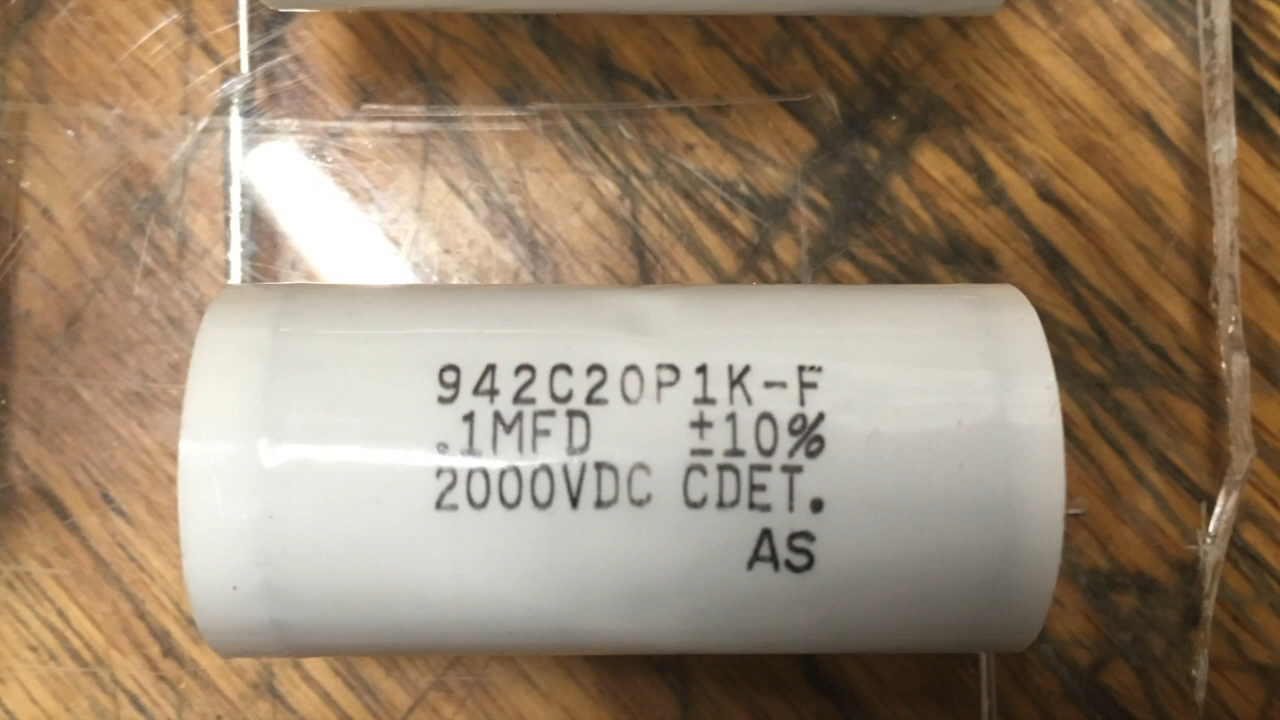 942C20P1K-F
.1MFD ±10%
2000VDC CDET.
AS